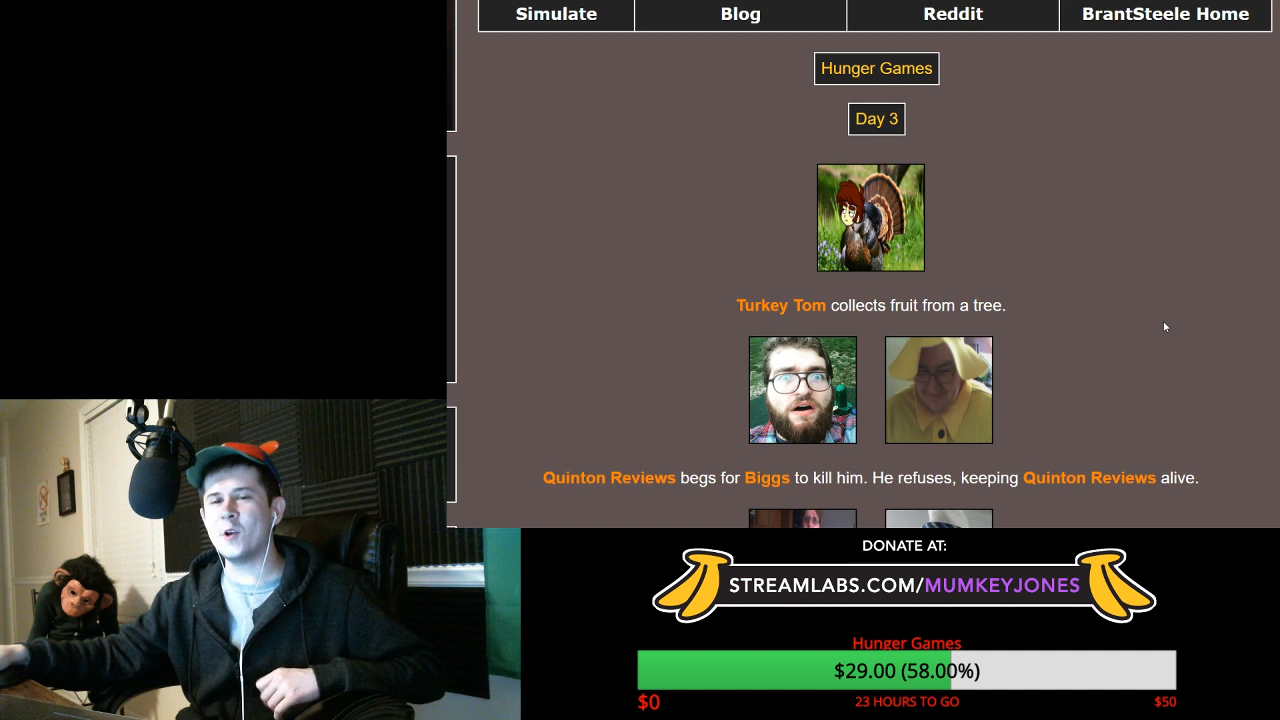 Simulate Blog Reddit BrantSteele Home
Hunger Games
Day 3
Turkey Tom collects fruit from a tree.
Quinton Reviews begs for Biggs to kill him. He refuses, keeping Quinton Reviews alive.
DONATE AT:
STREAMLABS.COM/MUMKEYJONES
Hunger Games
$29.00 (58.00%)
$0 23 HOURS TO GO $50